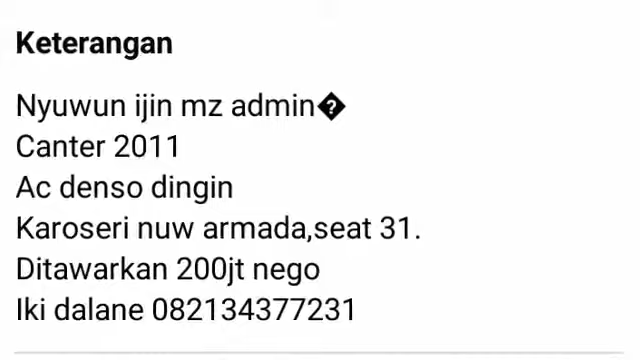 Keterangan
Nyuwun ijin mz admin�
Canter 2011
Ac denso dingin
Karoseri nuw armada,seat 31.
Ditawarkan 200jt nego
Iki dalane 082134377231